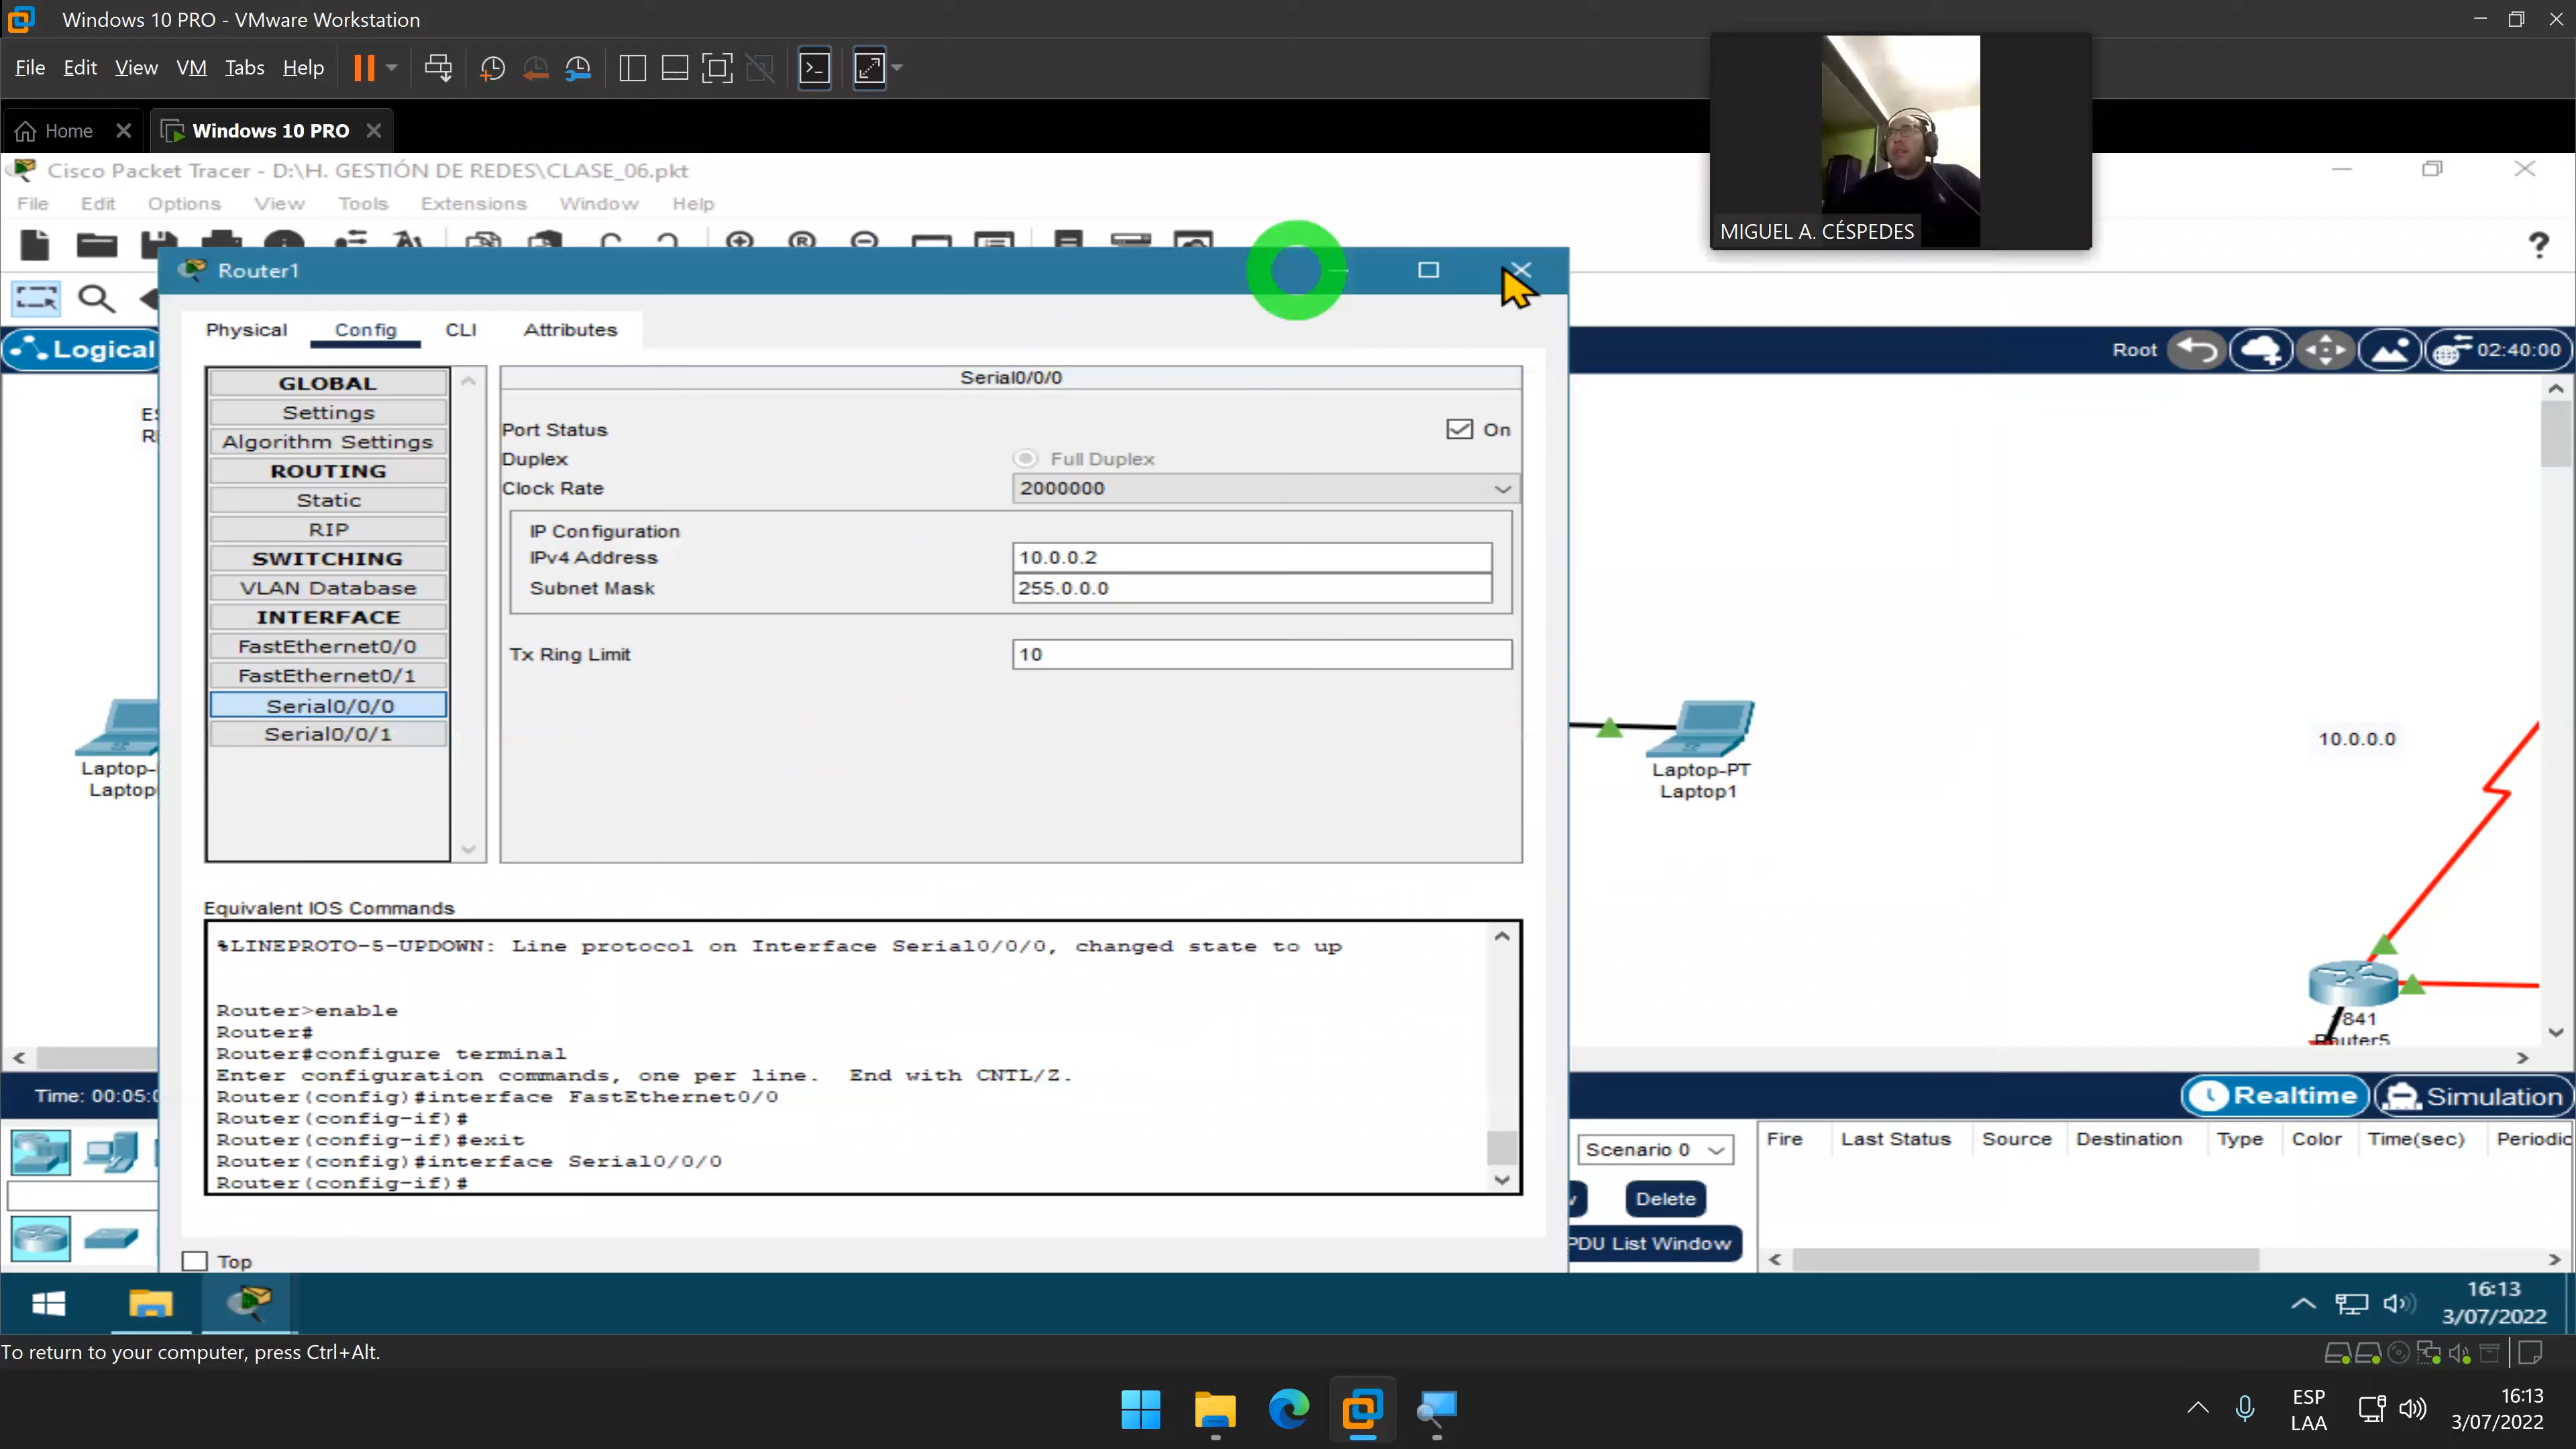 Windows 10 PRO - VMware Workstation
File Edit View VM Tabs Help
Home
Windows 10 PRO
MIGUEL A. CÉSPEDES
Cisco Packet Tracer - D:\H. GESTIÓN DE REDES\CLASE_06.pkt
File Edit Options View Tools Extensions Window Help
Router1
Physical Config CLI Attributes
Logical
Root
02:40:00
GLOBAL
Settings
Algorithm Settings
ROUTING
Static
RIP
SWITCHING
VLAN Database
INTERFACE
FastEthernet0/0
FastEthernet0/1
Serial0/0/0
Serial0/0/1
Serial0/0/0
Port Status
On
Duplex
Full Duplex
Clock Rate
2000000
IP Configuration
IPv4 Address
10.0.0.2
Subnet Mask
255.0.0.0
Tx Ring Limit
10
Laptop-
Laptop
Laptop-PT
Laptop1
10.0.0.0
841
Router5
Equivalent IOS Commands
%LINEPROTO-5-UPDOWN: Line protocol on Interface Serial0/0/0, changed state to up
Router>enable
Router#
Router#configure terminal
Enter configuration commands, one per line. End with CNTL/Z.
Router(config)#interface FastEthernet0/0
Router(config-if)#
Router(config-if)#exit
Router(config)#interface Serial0/0/0
Router(config-if)#
Top
Time: 00:05:0
Realtime
Simulation
Scenario 0
Delete
PDU List Window
Fire Last Status Source Destination Type Color Time(sec) Periodic
16:13
3/07/2022
To return to your computer, press Ctrl+Alt.
ESP
LAA
16:13
3/07/2022